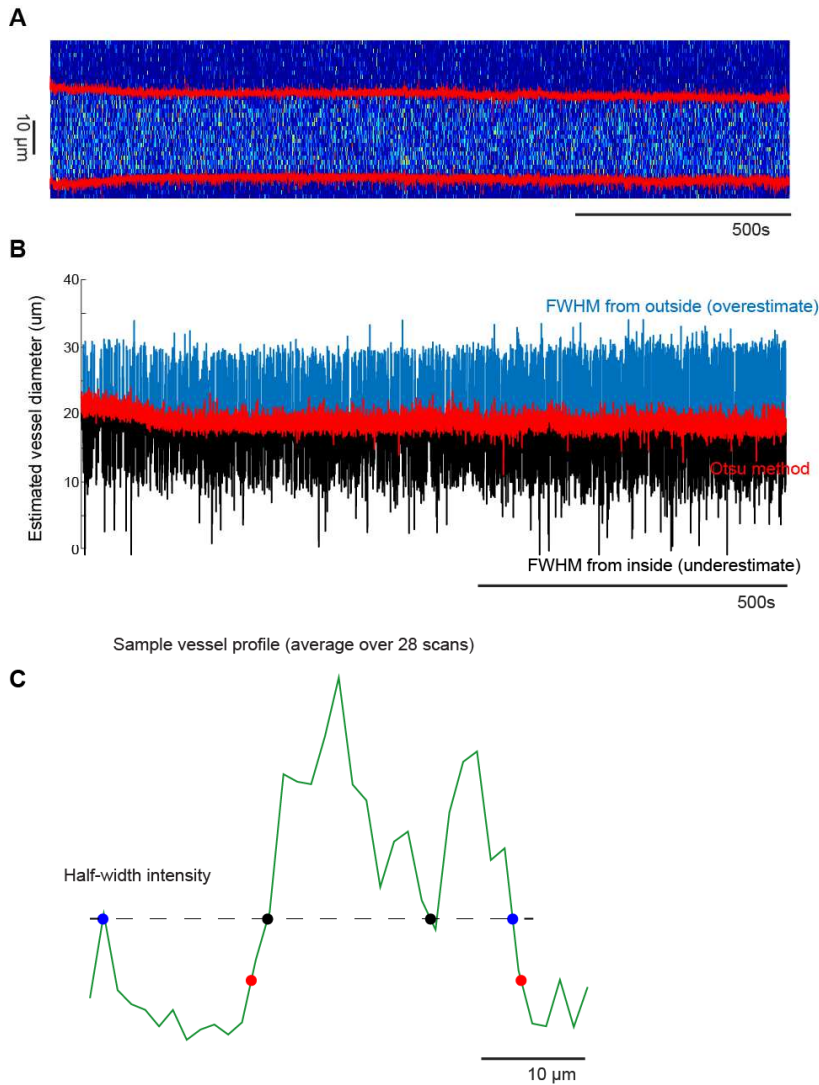 A
10 μm
500s
B
Estimated vessel diameter (um)
40
30
20
10
0
FWHM from outside (overestimate)
Otsu method
FWHM from inside (underestimate)
500s
Sample vessel profile (average over 28 scans)
C
Half-width intensity
10 μm